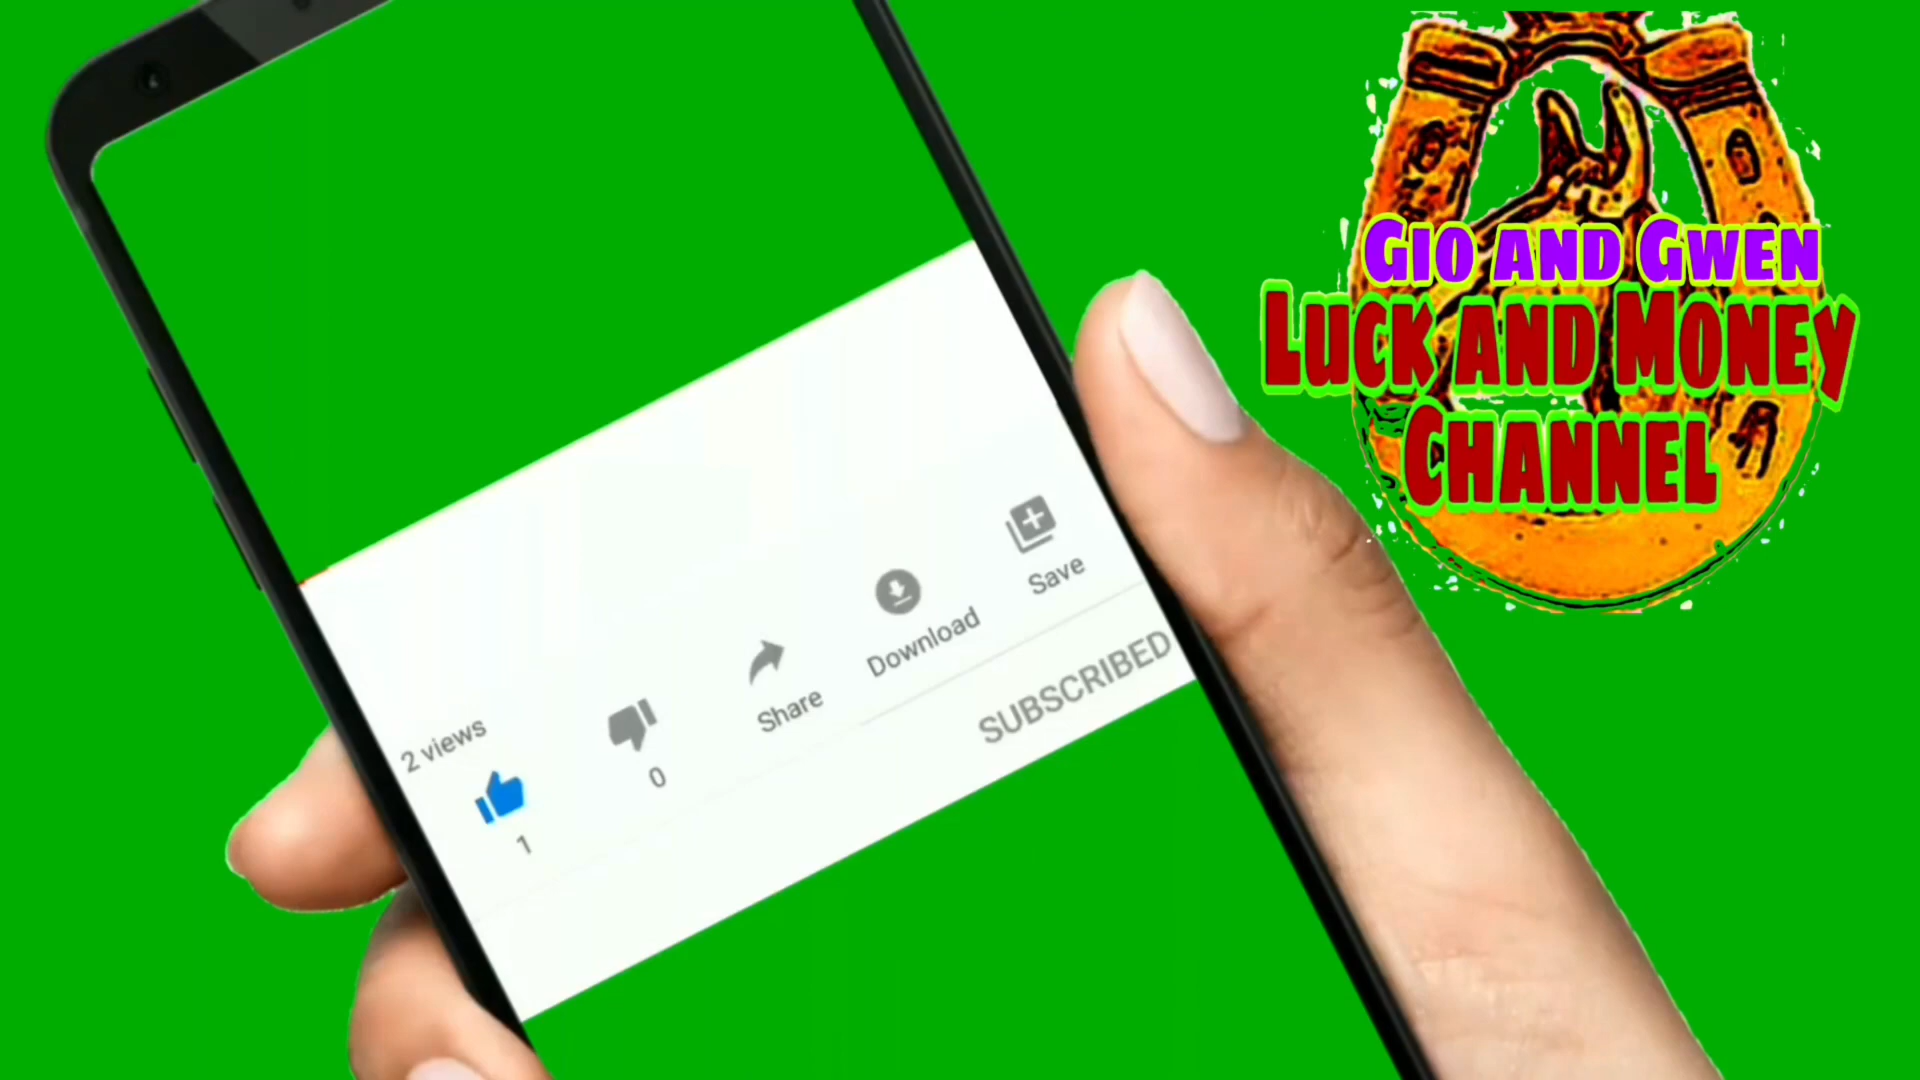 Gio and Gwen
Luck and Money
Channel
2 views
1
0
Share
Download
Save
SUBSCRIBED